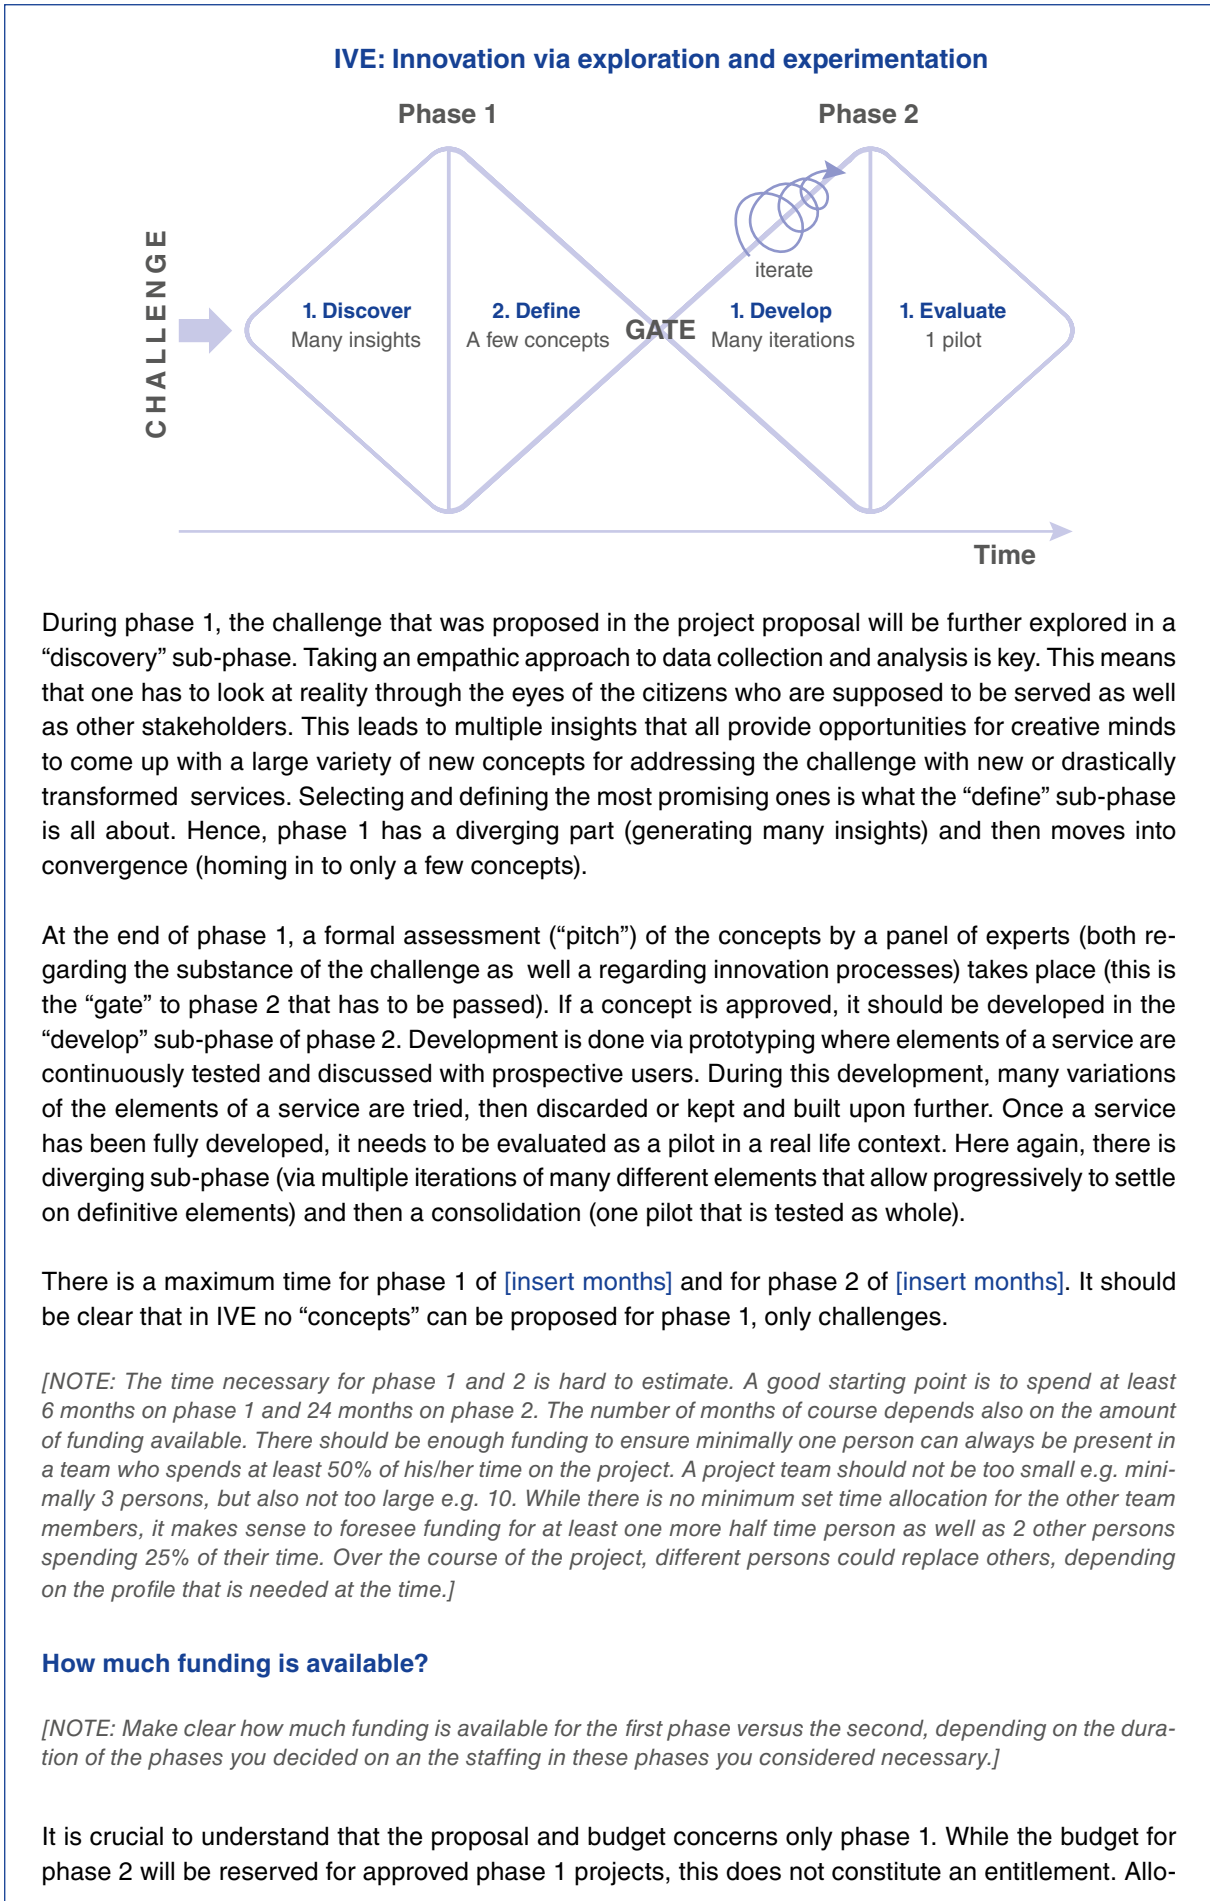 IVE: Innovation via exploration and experimentation
Phase 1
Phase 2
CHALLENGE
iterate
1. Discover
Many insights
2. Define
A few concepts
GATE
1. Develop
Many iterations
1. Evaluate
1 pilot
Time
During phase 1, the challenge that was proposed in the project proposal will be further explored in a
“discovery” sub-phase. Taking an empathic approach to data collection and analysis is key. This means
that one has to look at reality through the eyes of the citizens who are supposed to be served as well
as other stakeholders. This leads to multiple insights that all provide opportunities for creative minds
to come up with a large variety of new concepts for addressing the challenge with new or drastically
transformed services. Selecting and defining the most promising ones is what the “define” sub-phase
is all about. Hence, phase 1 has a diverging part (generating many insights) and then moves into
convergence (homing in to only a few concepts).
At the end of phase 1, a formal assessment (“pitch”) of the concepts by a panel of experts (both re-
garding the substance of the challenge as well a regarding innovation processes) takes place (this is
the “gate” to phase 2 that has to be passed). If a concept is approved, it should be developed in the
“develop” sub-phase of phase 2. Development is done via prototyping where elements of a service are
continuously tested and discussed with prospective users. During this development, many variations
of the elements of a service are tried, then discarded or kept and built upon further. Once a service
has been fully developed, it needs to be evaluated as a pilot in a real life context. Here again, there is
diverging sub-phase (via multiple iterations of many different elements that allow progressively to settle
on definitive elements) and then a consolidation (one pilot that is tested as whole).
There is a maximum time for phase 1 of [insert months] and for phase 2 of [insert months]. It should
be clear that in IVE no “concepts” can be proposed for phase 1, only challenges.
[NOTE: The time necessary for phase 1 and 2 is hard to estimate. A good starting point is to spend at least
6 months on phase 1 and 24 months on phase 2. The number of months of course depends also on the amount
of funding available. There should be enough funding to ensure minimally one person can always be present in
a team who spends at least 50% of his/her time on the project. A project team should not be too small e.g. mini-
mally 3 persons, but also not too large e.g. 10. While there is no minimum set time allocation for the other team
members, it makes sense to foresee funding for at least one more half time person as well as 2 other persons
spending 25% of their time. Over the course of the project, different persons could replace others, depending
on the profile that is needed at the time.]
How much funding is available?
[NOTE: Make clear how much funding is available for the first phase versus the second, depending on the dura-
tion of the phases you decided on an the staffing in these phases you considered necessary.]
It is crucial to understand that the proposal and budget concerns only phase 1. While the budget for
phase 2 will be reserved for approved phase 1 projects, this does not constitute an entitlement. Allo-